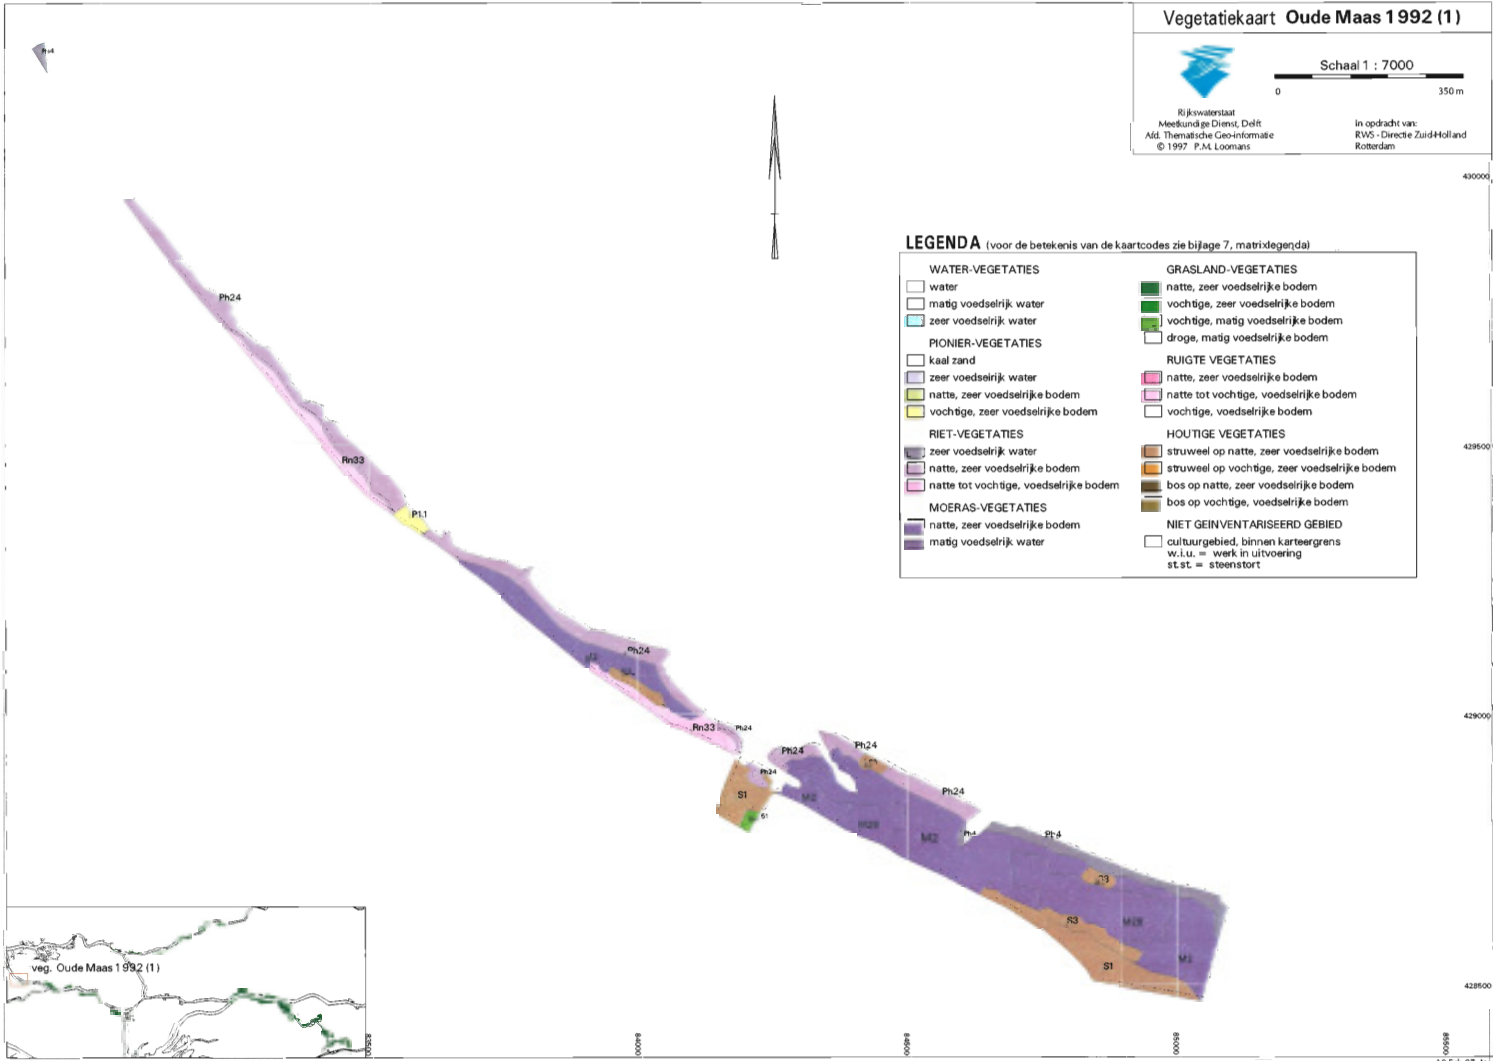 Vegetatiekaart Oude Maas 1992 (1)
Schaal 1 : 7000
0 350 m
Rijkswaterstaat
Meetkundige Dienst, Delft
Afd. Thematische Geo-informatie
© 1997 P.M. Loomans
In opdracht van:
RWS - Directie Zuid-Holland
Rotterdam
430000
429500
429000
428500
LEGENDA (voor de betekenis van de kaartcodes zie bijlage 7, matrixlegenda)
WATER-VEGETATIES
water
matig voedselrijk water
zeer voedselrijk water
PIONIER-VEGETATIES
kaal zand
zeer voedselrijk water
natte, zeer voedselrijke bodem
vochtige, zeer voedselrijke bodem
RIET-VEGETATIES
zeer voedselrijk water
natte, zeer voedselrijke bodem
natte tot vochtige, voedselrijke bodem
MOERAS-VEGETATIES
natte, zeer voedselrijke bodem
matig voedselrijk water
GRASLAND-VEGETATIES
natte, zeer voedselrijke bodem
vochtige, zeer voedselrijke bodem
vochtige, matig voedselrijke bodem
droge, matig voedselrijke bodem
RUIGTE VEGETATIES
natte, zeer voedselrijke bodem
natte tot vochtige, voedselrijke bodem
vochtige, voedselrijke bodem
HOUTIGE VEGETATIES
struweel op natte, zeer voedselrijke bodem
struweel op vochtige, zeer voedselrijke bodem
bos op natte, zeer voedselrijke bodem
bos op vochtige, voedselrijke bodem
NIET GEINVENTARISEERD GEBIED
cultuurgebied, binnen karteergrens
w.i.u. = werk in uitvoering
st.st. = steenstort
Ph24
Rn33
P1.1
Ph24
Rn33
Ph24
Ph24
Ph24
Ph24
Ph24
S1
S1
M2
M2
S3
S1
veg. Oude Maas 1992 (1)
83500
84000
84500
85000
85500